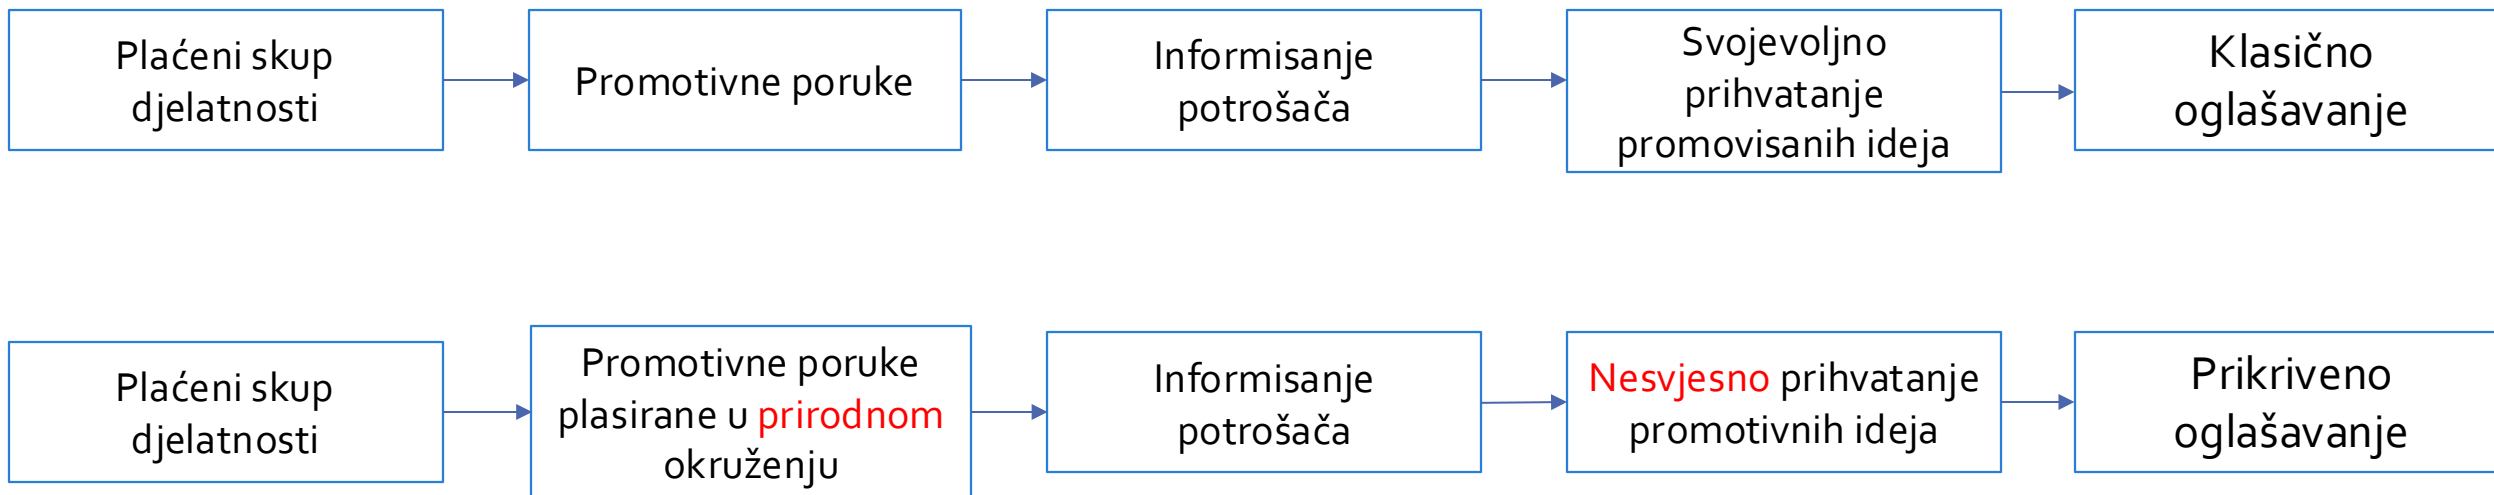 Plaćeni skup
djelatnosti
Promotivne poruke
Informisanje
potrošača
Svojevoljno
prihvatanje
promovisanih ideja
Klasično
oglašavanje
Plaćeni skup
djelatnosti
Promotivne poruke
plasirane u prirodnom
okruženju
Informisanje
potrošača
Nesvjesno prihvatanje
promotivnih ideja
Prikriveno
oglašavanje